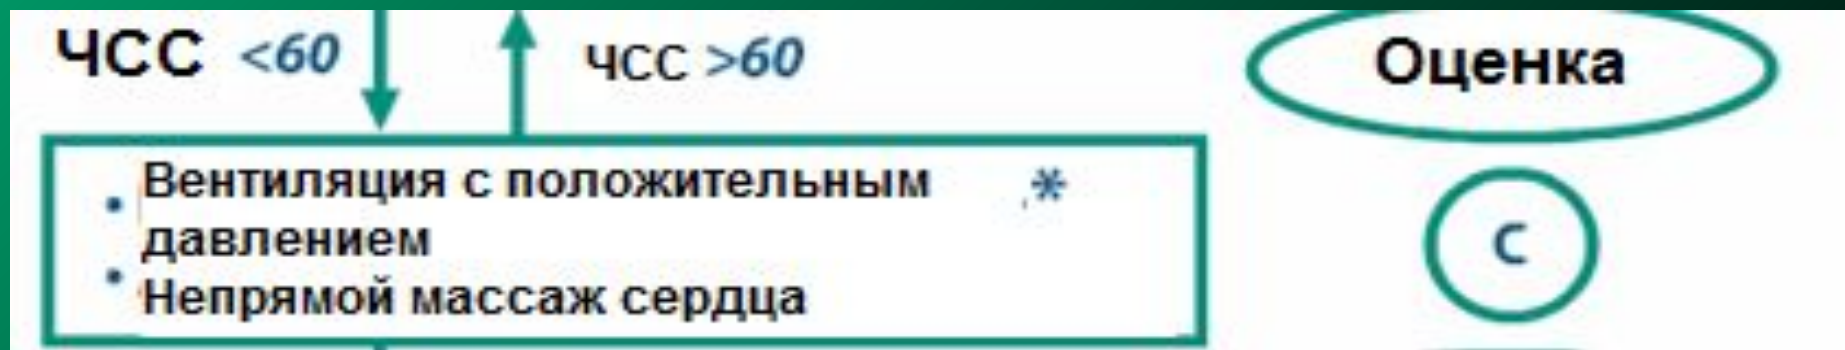 ЧСС <60 ЧСС >60 Оценка
• Вентиляция с положительным *
давлением
• Непрямой массаж сердца
С